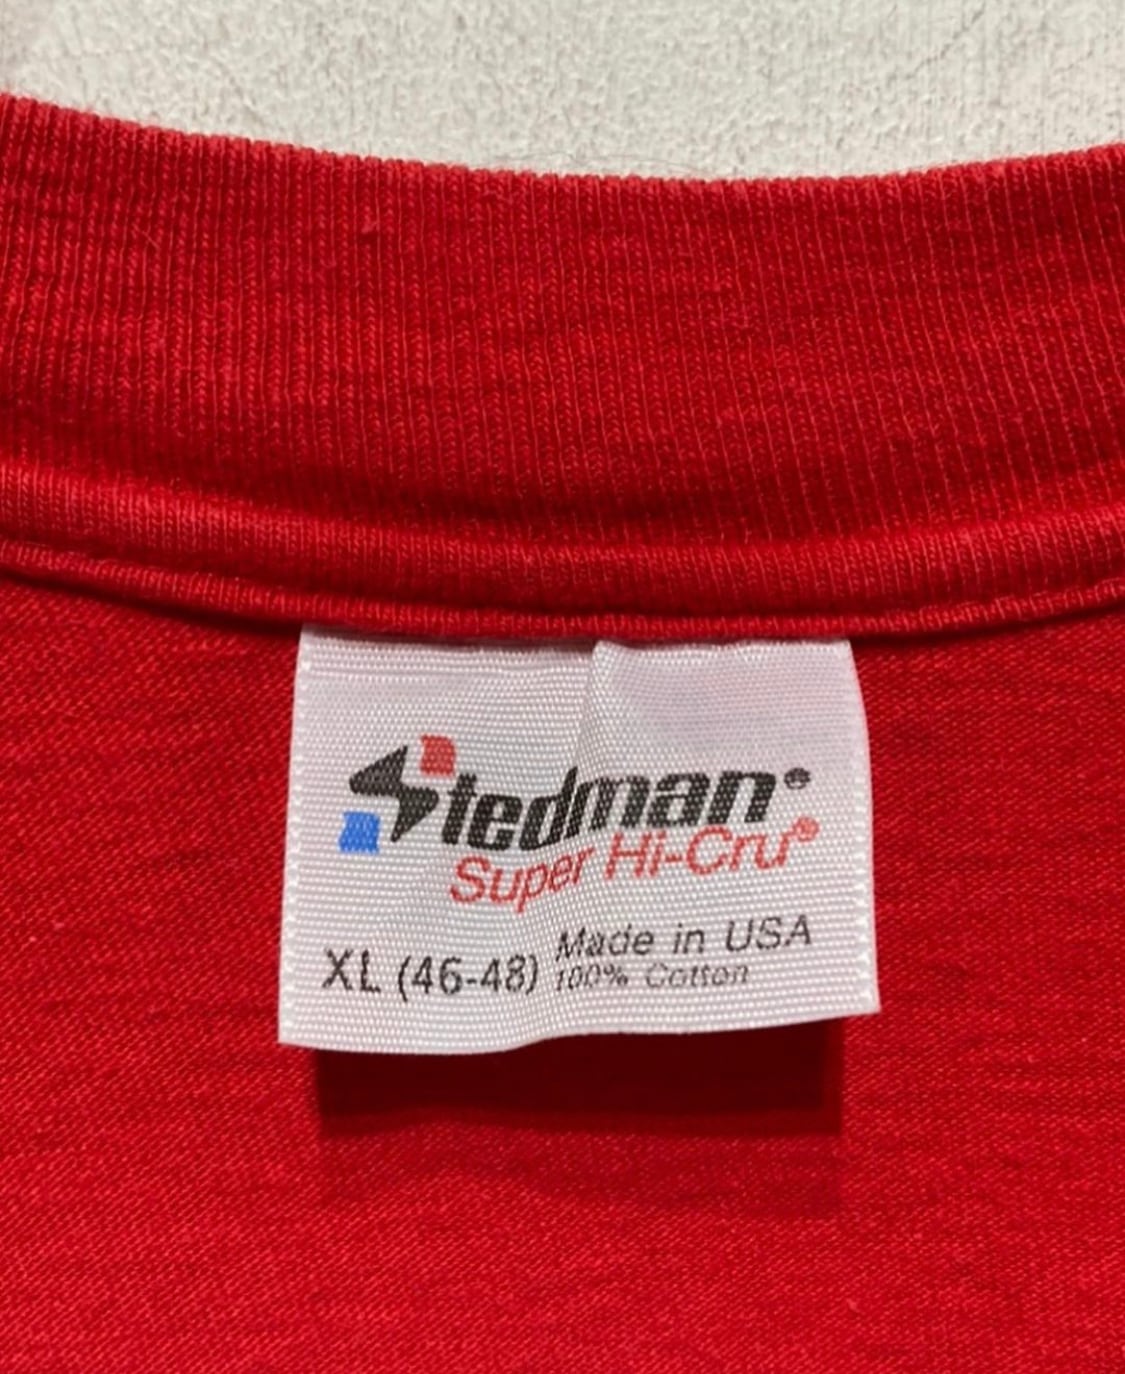 Stedman®
Super Hi-Cru®
XL (46-48)
Made in USA
100% Cotton